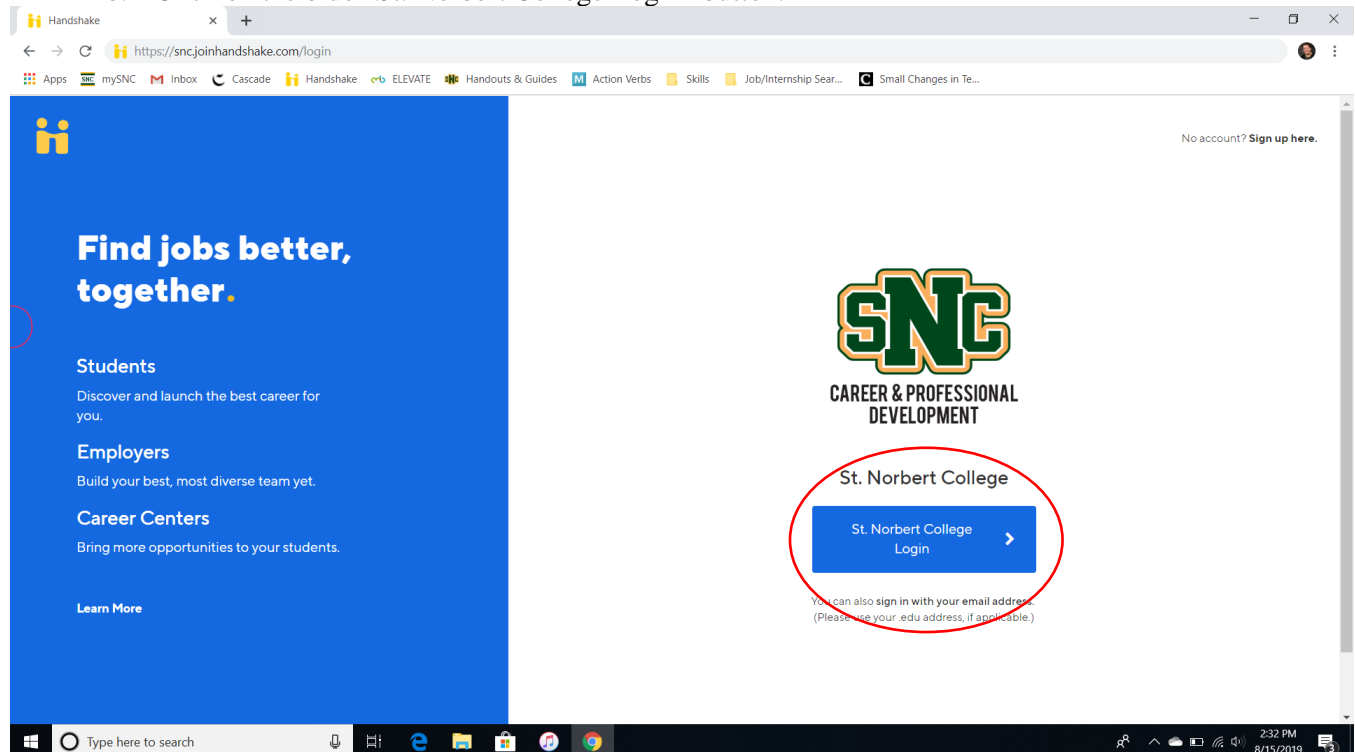 Handshake
https://snc.joinhandshake.com/login
Apps SNC mySNC M Inbox Cascade Handshake ELEVATE SNC Handouts & Guides M Action Verbs Skills Job/Internship Sear... C Small Changes in Te...
No account? Sign up here.
Find jobs better,
together.
Students
Discover and launch the best career for
you.
Employers
Build your best, most diverse team yet.
Career Centers
Bring more opportunities to your students.
Learn More
SNC
CAREER & PROFESSIONAL
DEVELOPMENT
St. Norbert College
St. Norbert College
Login
You can also sign in with your email address.
(Please use your .edu address, if applicable.)
Type here to search
2:32 PM
8/15/2019
3